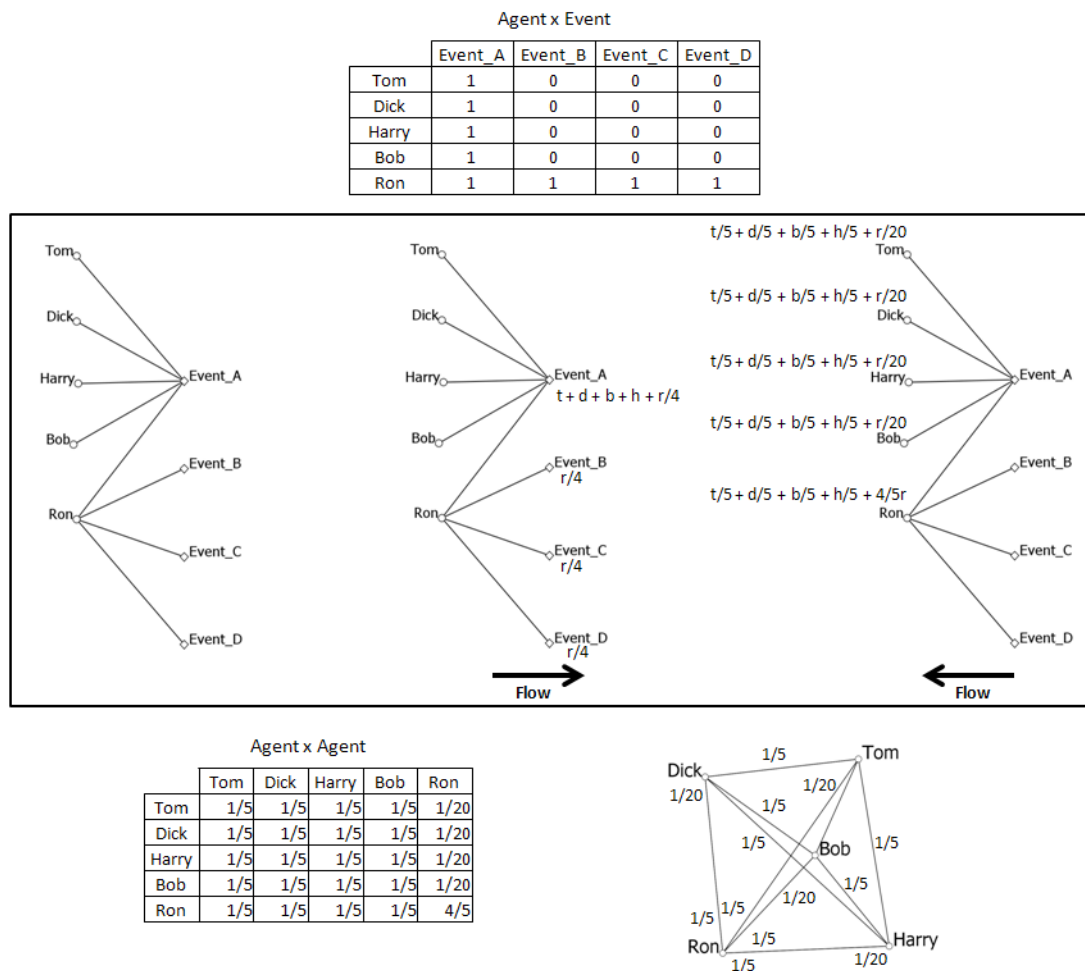 Agent x Event
Event_A Event_B Event_C Event_D
Tom 1 0 0 0
Dick 1 0 0 0
Harry 1 0 0 0
Bob 1 0 0 0
Ron 1 1 1 1
Tom
Dick
Harry
Event_A
Bob
Event_B
Ron
Event_C
Event_D
Tom
Dick
Harry
Event_A
t + d + b + h + r/4
Bob
Event_B
r/4
Ron
Event_C
r/4
Event_D
r/4
Flow
t/5 + d/5 + b/5 + h/5 + r/20
Tom
t/5 + d/5 + b/5 + h/5 + r/20
Dick
t/5 + d/5 + b/5 + h/5 + r/20
Harry
Event_A
t/5 + d/5 + b/5 + h/5 + r/20
Bob
Event_B
t/5 + d/5 + b/5 + h/5 + 4/5r
Ron
Event_C
Event_D
Flow
Agent x Agent
Tom Dick Harry Bob Ron
Tom 1/5 1/5 1/5 1/5 1/20
Dick 1/5 1/5 1/5 1/5 1/20
Harry 1/5 1/5 1/5 1/5 1/20
Bob 1/5 1/5 1/5 1/5 1/20
Ron 1/5 1/5 1/5 1/5 4/5
1/5 Tom
Dick
1/20 1/5 1/20
1/5 1/5
Bob
1/5
1/20
1/5 1/5
Ron 1/5 Harry
1/5 1/20